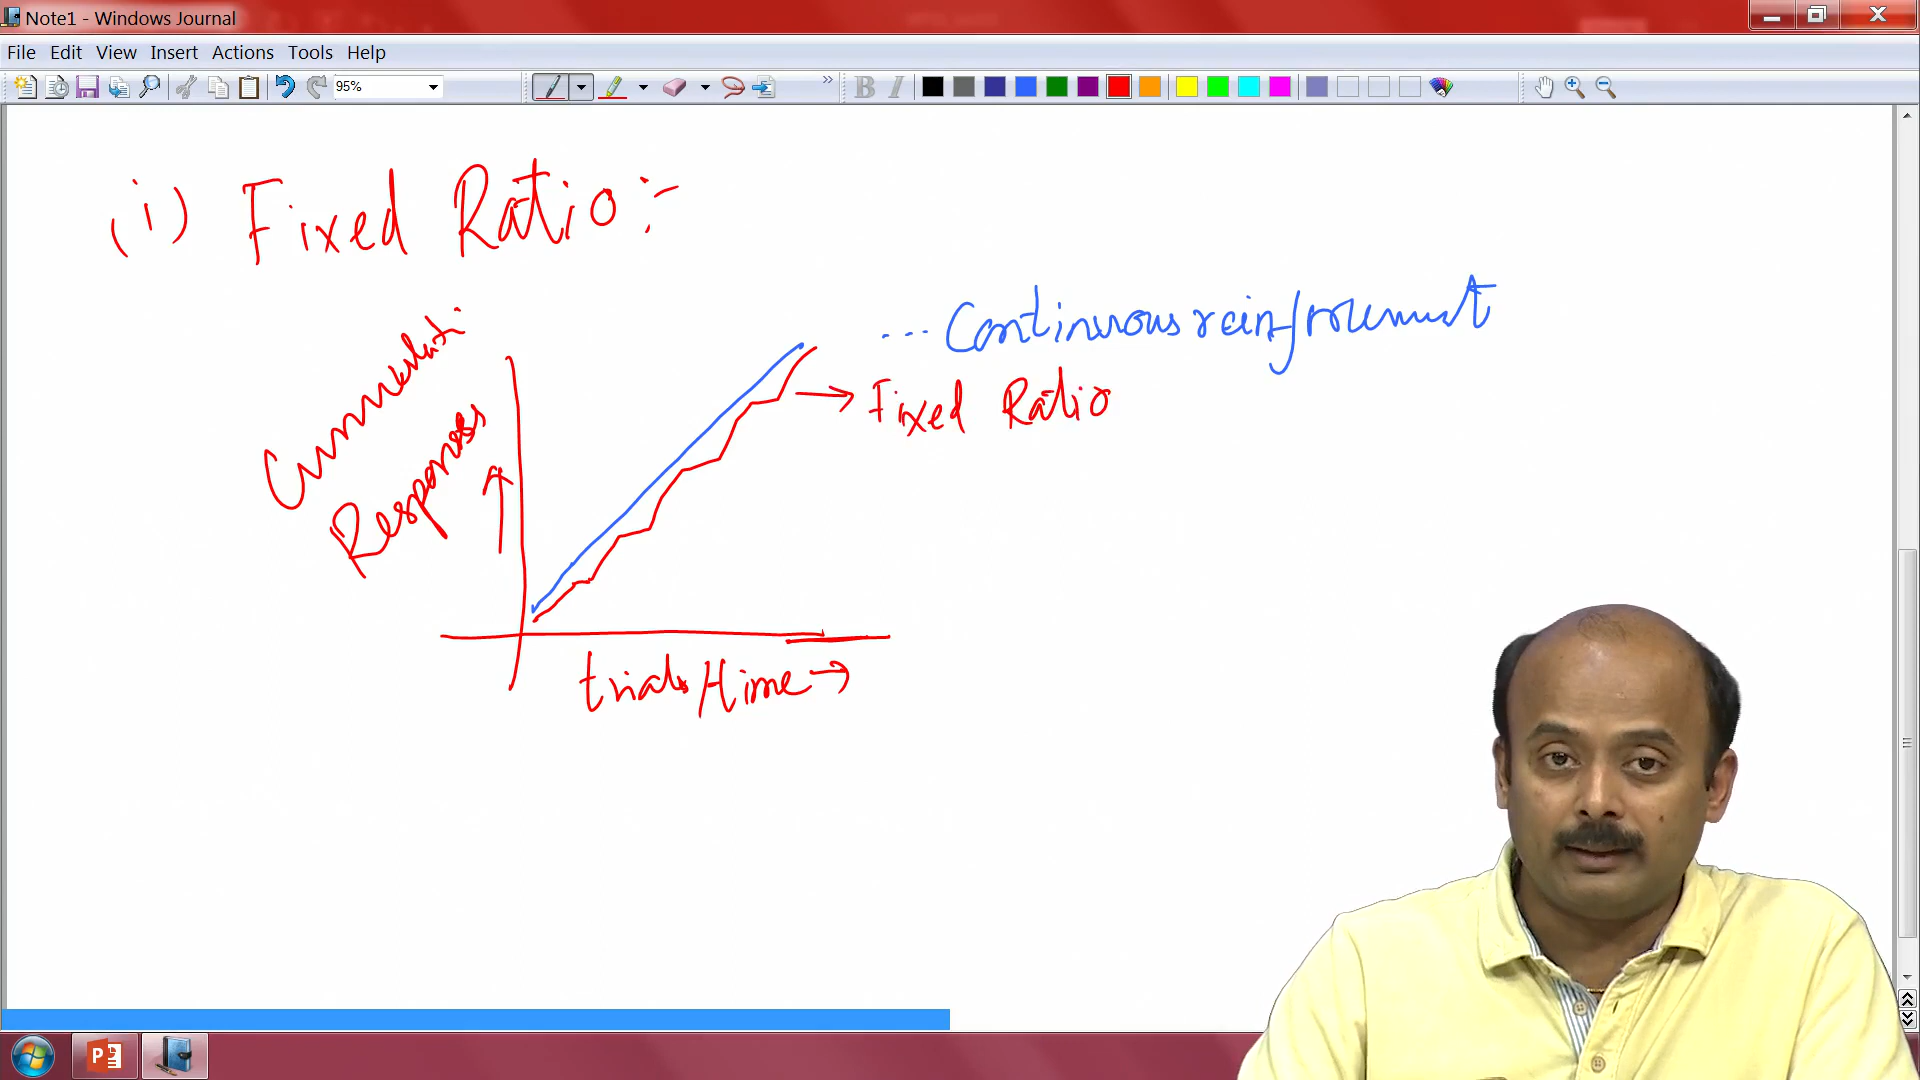 Note1 - Windows Journal
File Edit View Insert Actions Tools Help
95%
B I
(i) Fixed Ratio :-
... Continuous reinforcement
Cummulati
Responses
Fixed Ratio
trials/time